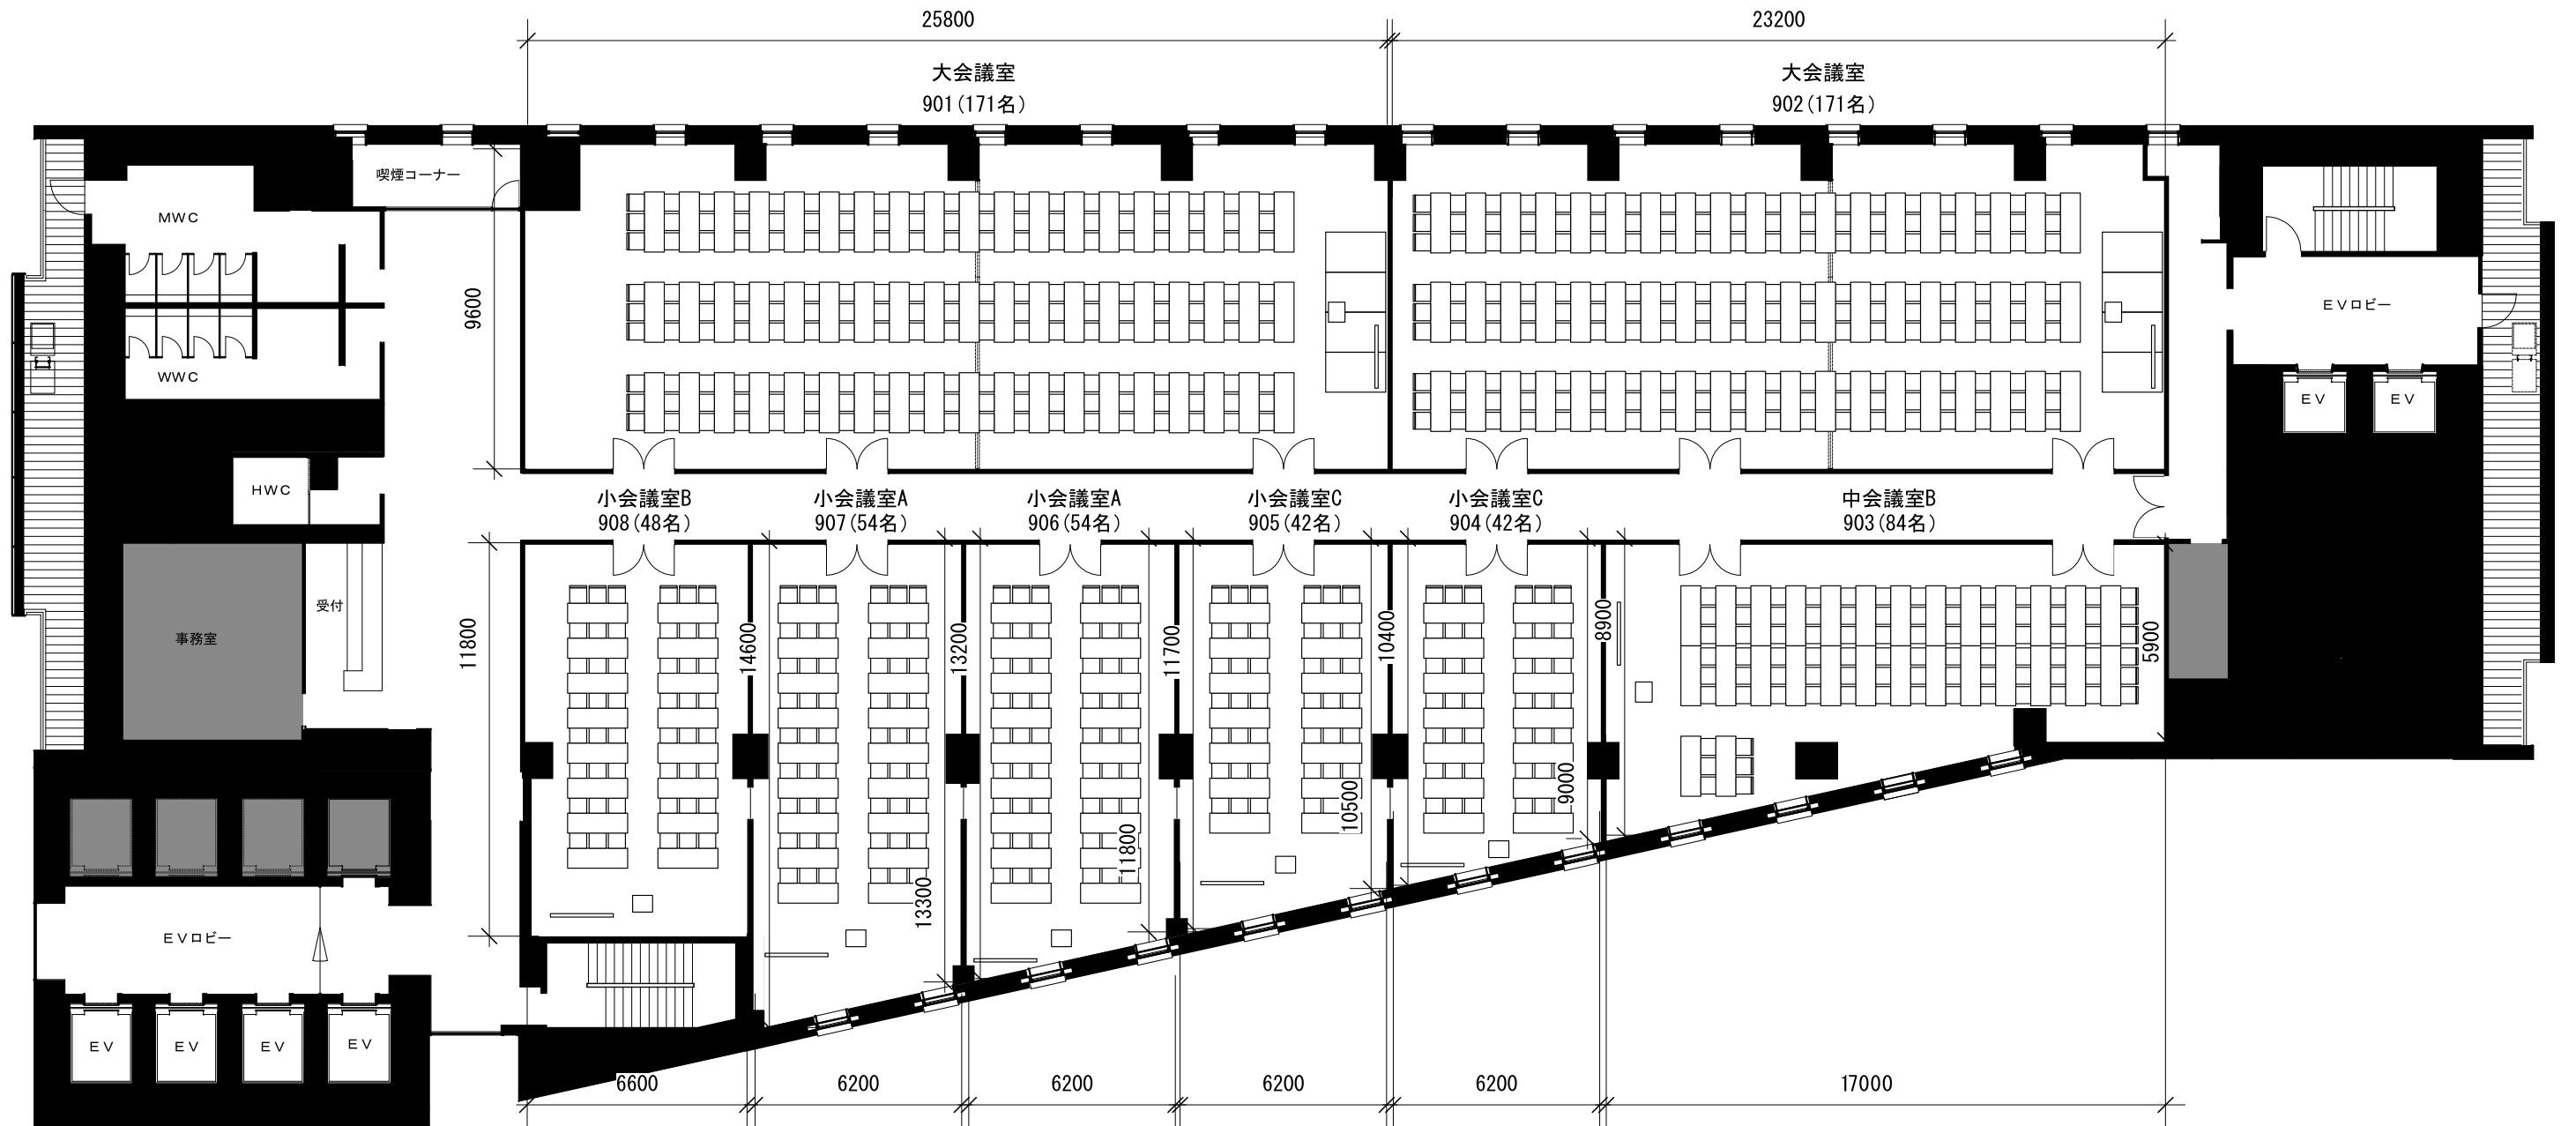 25800
23200
大会議室
901(171名)
大会議室
902(171名)
喫煙コーナー
MWC
9600
EVロビー
WWC
EV
EV
HWC
小会議室B
908(48名)
小会議室A
907(54名)
小会議室A
906(54名)
小会議室C
905(42名)
小会議室C
904(42名)
中会議室B
903(84名)
受付
事務室
11800
14600
13200
11700
10400
8900
5900
13300
11800
10500
9000
EVロビー
EV
EV
EV
EV
6600
6200
6200
6200
6200
17000